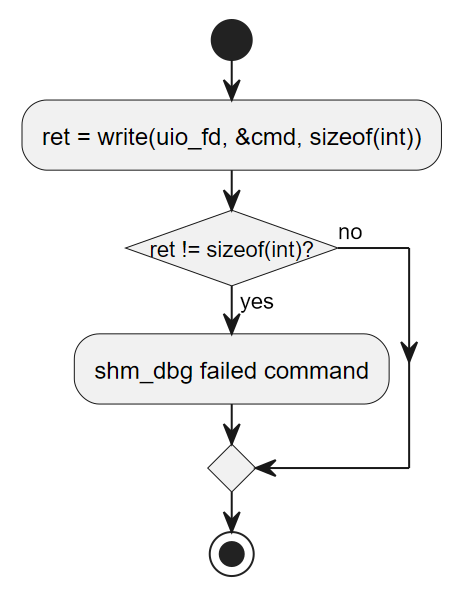 ret = write(uio_fd, &cmd, sizeof(int))
ret != sizeof(int)?
no
yes
shm_dbg failed command